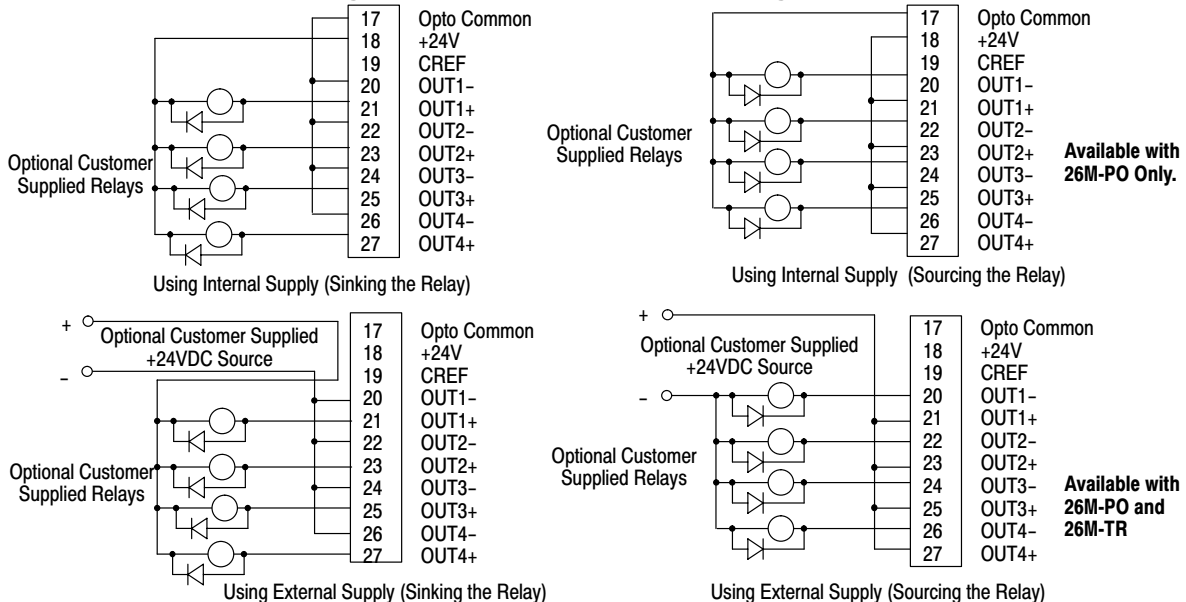 17 Opto Common
18 +24V
19 CREF
20 OUT1–
21 OUT1+
22 OUT2–
23 OUT2+
24 OUT3–
25 OUT3+
26 OUT4–
27 OUT4+
Optional Customer
Supplied Relays
Using Internal Supply (Sinking the Relay)
17 Opto Common
18 +24V
19 CREF
20 OUT1–
21 OUT1+
22 OUT2–
23 OUT2+
24 OUT3–
25 OUT3+
26 OUT4–
27 OUT4+
Optional Customer
Supplied Relays
Available with
26M-PO Only.
Using Internal Supply (Sourcing the Relay)
+
–
Optional Customer Supplied
+24VDC Source
17 Opto Common
18 +24V
19 CREF
20 OUT1–
21 OUT1+
22 OUT2–
23 OUT2+
24 OUT3–
25 OUT3+
26 OUT4–
27 OUT4+
Optional Customer
Supplied Relays
Using External Supply (Sinking the Relay)
+
Optional Customer Supplied
+24VDC Source
–
17 Opto Common
18 +24V
19 CREF
20 OUT1–
21 OUT1+
22 OUT2–
23 OUT2+
24 OUT3–
25 OUT3+
26 OUT4–
27 OUT4+
Optional Customer
Supplied Relays
Available with
26M-PO and
26M-TR
Using External Supply (Sourcing the Relay)